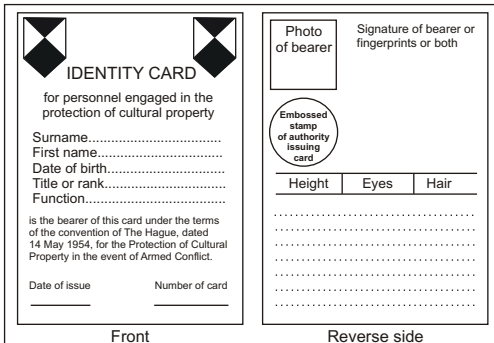 IDENTITY CARD
for personnel engaged in the
protection of cultural property
Surname................................
First name..............................
Date of birth............................
Title or rank.............................
Function.................................
is the bearer of this card under the terms
of the convention of The Hague, dated
14 May 1954, for the Protection of Cultural
Property in the event of Armed Conflict.
Date of issue Number of card
Front
Photo
of bearer
Signature of bearer or
fingerprints or both
Embossed
stamp
of authority
issuing
card
Height Eyes Hair
Reverse side